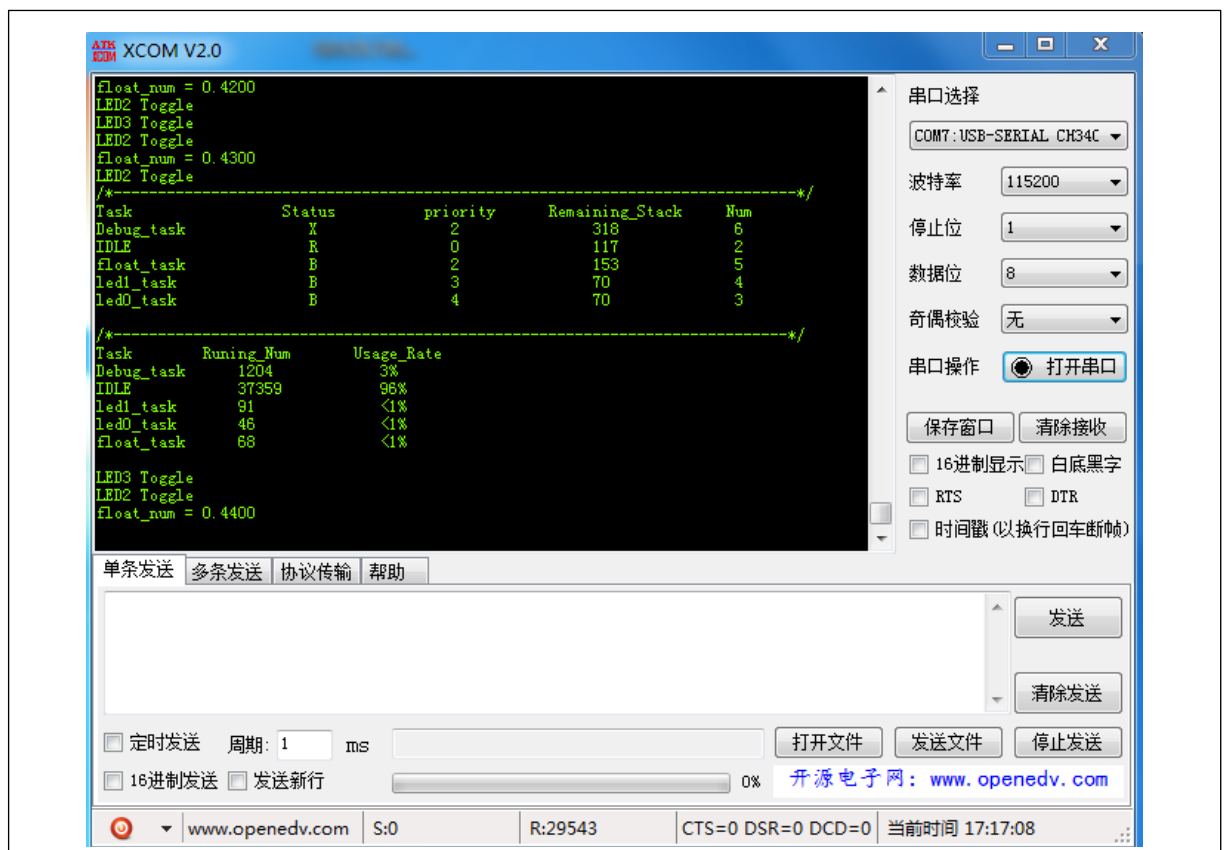 ATK XCOM XCOM V2.0
float_num = 0.4200
LED2 Toggle
LED3 Toggle
LED2 Toggle
float_num = 0.4300
LED2 Toggle
/*---------------------------------------------------------------------------*/
Task Status priority Remaining_Stack Num
Debug_task X 2 318 6
IDLE R 0 117 2
float_task B 2 153 5
led1_task B 3 70 4
led0_task B 4 70 3
/*---------------------------------------------------------------------------*/
Task Runing_Num Usage_Rate
Debug_task 1204 3%
IDLE 37359 96%
led1_task 91 <1%
led0_task 46 <1%
float_task 68 <1%
LED3 Toggle
LED2 Toggle
float_num = 0.4400
串口选择
COM7:USB-SERIAL CH34C
波特率 115200
停止位 1
数据位 8
奇偶校验 无
串口操作 打开串口
保存窗口 清除接收
16进制显示 白底黑字
RTS DTR
时间戳(以换行回车断帧)
单条发送 多条发送 协议传输 帮助
发送
清除发送
定时发送 周期: 1 ms 打开文件 发送文件 停止发送
16进制发送 发送新行 0% 开源电子网: www.openedv.com
www.openedv.com S:0 R:29543 CTS=0 DSR=0 DCD=0 当前时间 17:17:08